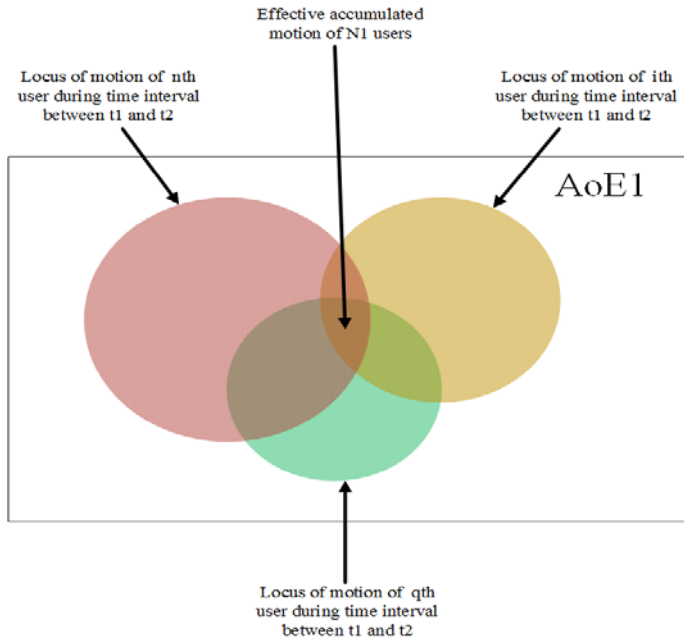 Effective accumulated
motion of N1 users
Locus of motion of nth
user during time interval
between t1 and t2
Locus of motion of ith
user during time interval
between t1 and t2
AoE1
Locus of motion of qth
user during time interval
between t1 and t2